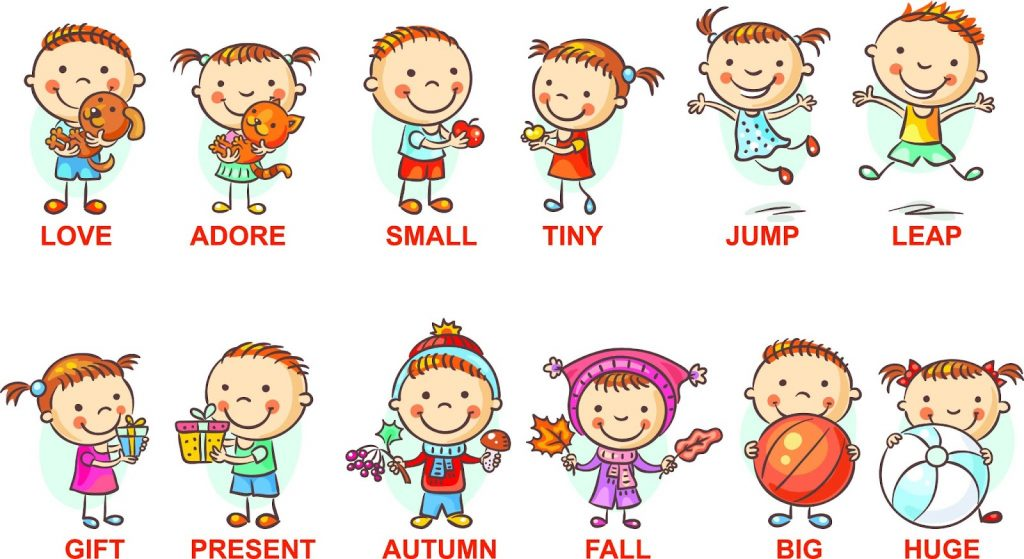 LOVE ADORE SMALL TINY JUMP LEAP
GIFT PRESENT AUTUMN FALL BIG HUGE